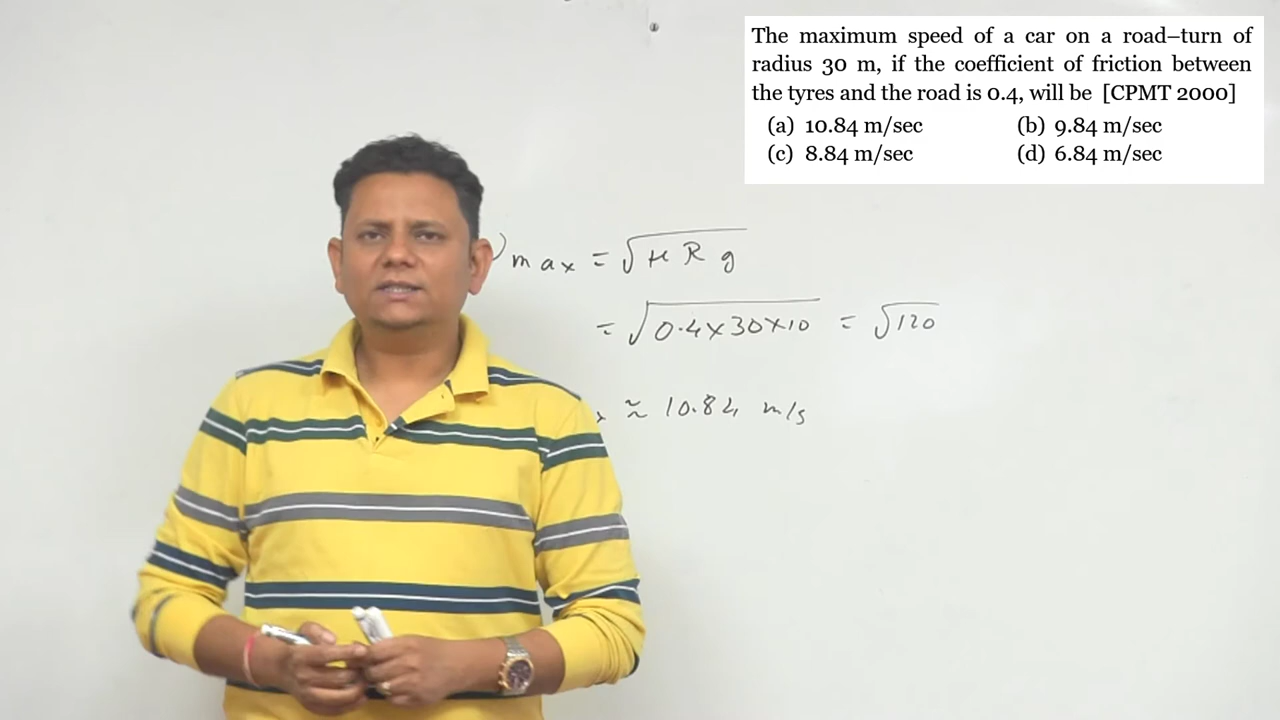 The maximum speed of a car on a road–turn of
radius 30 m, if the coefficient of friction between
the tyres and the road is 0.4, will be [CPMT 2000]
(a) 10.84 m/sec (b) 9.84 m/sec
(c) 8.84 m/sec (d) 6.84 m/sec
max = √μ R g
= √0.4×30×10 = √120
≈ 10.84 m/s